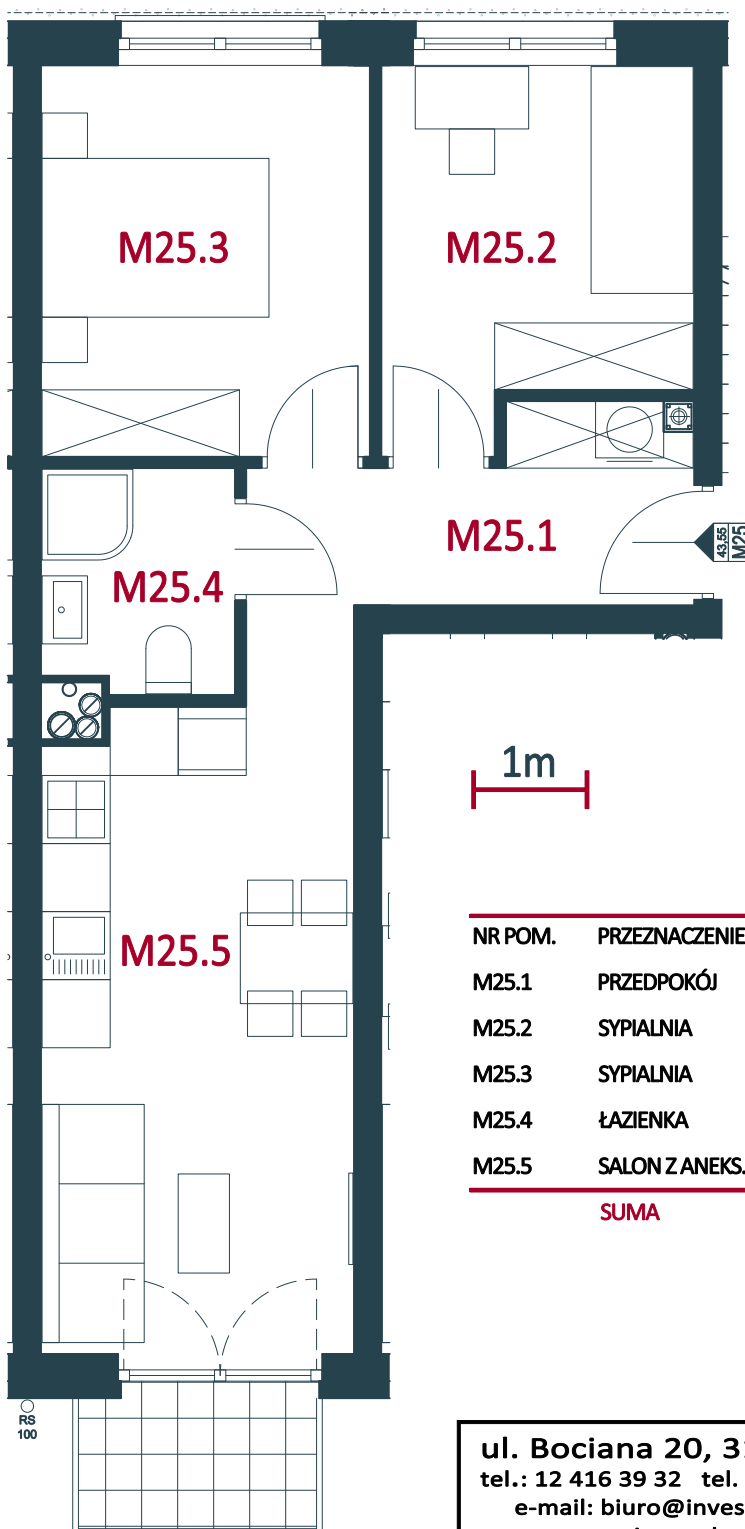 M25.3
M25.2
M25.1
43,55
M25
M25.4
1m
M25.5
NR POM. PRZEZNACZENIE
M25.1 PRZEDPOKÓJ
M25.2 SYPIALNIA
M25.3 SYPIALNIA
M25.4 ŁAZIENKA
M25.5 SALON Z ANEKS.
SUMA
RS
100
ul. Bociana 20, 31
tel.: 12 416 39 32 tel.
e-mail: biuro@inves